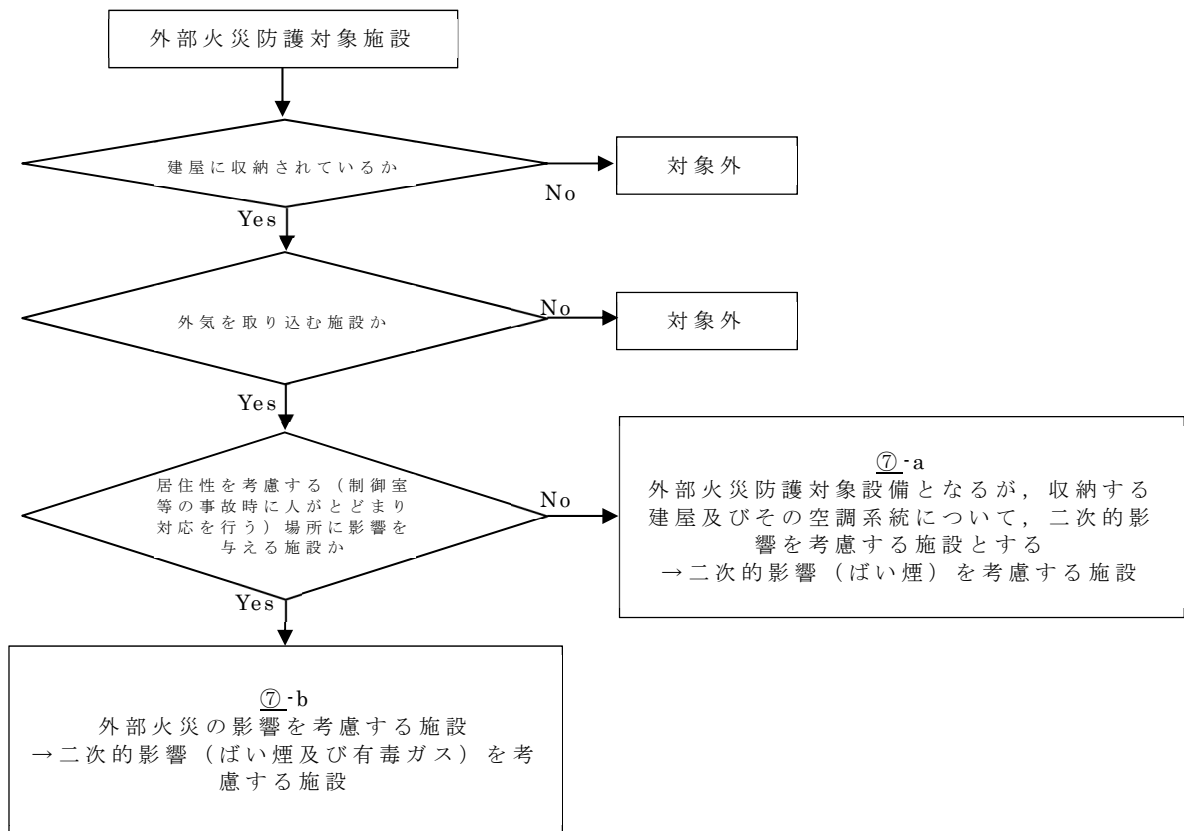 外部火災防護対象施設
建屋に収納されているか
No
対象外
Yes
外気を取り込む施設か
No
対象外
Yes
居住性を考慮する（制御室
等の事故時に人がとどまり
対応を行う）場所に影響を
与える施設か
No
⑦-a
外部火災防護対象設備となるが，収納する
建屋及びその空調系統について，二次的影
響を考慮する施設とする
→二次的影響（ばい煙）を考慮する施設
Yes
⑦-b
外部火災の影響を考慮する施設
→二次的影響（ばい煙及び有毒ガス）を考
慮する施設